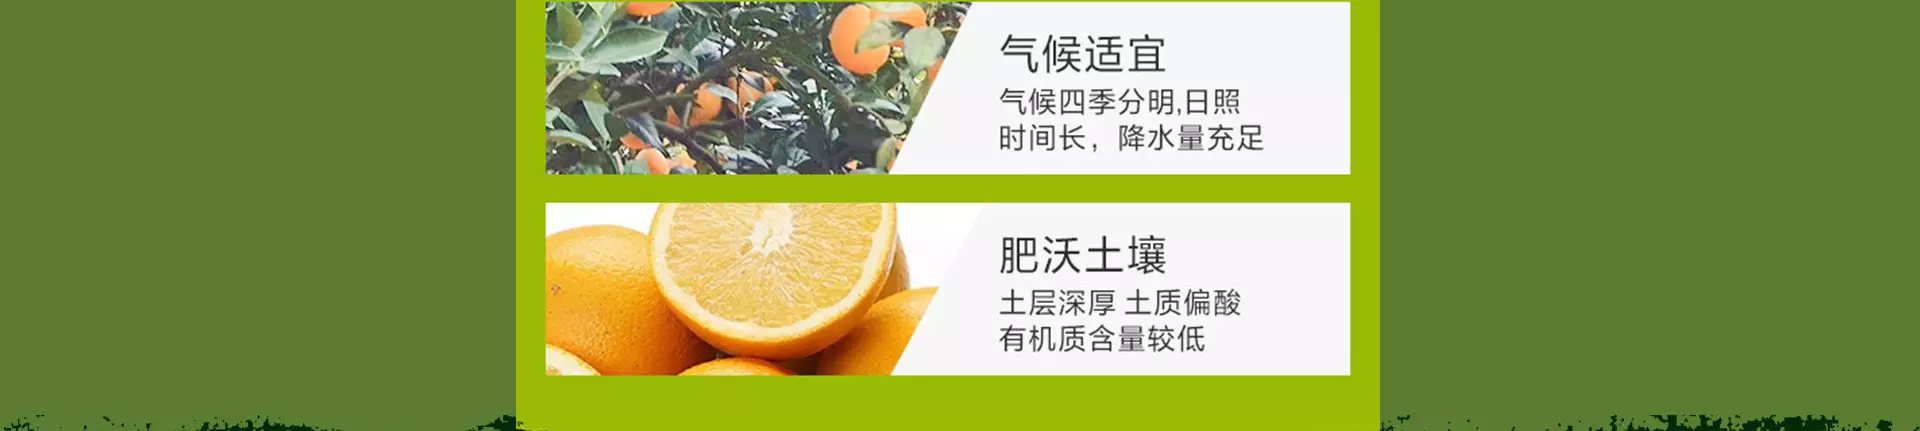 气候适宜
气候四季分明,日照
时间长，降水量充足
肥沃土壤
土层深厚 土质偏酸
有机质含量较低